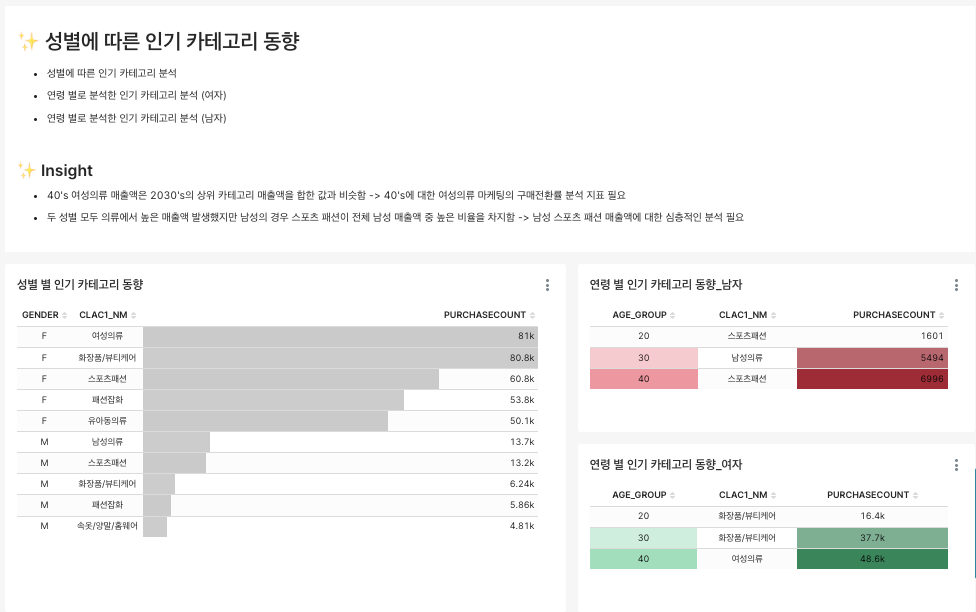 ✨ 성별에 따른 인기 카테고리 동향
• 성별에 따른 인기 카테고리 분석
• 연령 별로 분석한 인기 카테고리 분석 (여자)
• 연령 별로 분석한 인기 카테고리 분석 (남자)
✨ Insight
• 40's 여성의류 매출액은 2030's의 상위 카테고리 매출액을 합한 값과 비슷함 -> 40's에 대한 여성의류 마케팅의 구매전환률 분석 지표 필요
• 두 성별 모두 의류에서 높은 매출액 발생했지만 남성의 경우 스포츠 패션이 전체 남성 매출액 중 높은 비율을 차지함 -> 남성 스포츠 패션 매출액에 대한 심층적인 분석 필요
성별 별 인기 카테고리 동향
GENDER CLAC1_NM PURCHASECOUNT
F 여성의류 81k
F 화장품/뷰티케어 80.8k
F 스포츠패션 60.8k
F 패션잡화 53.8k
F 유아동의류 50.1k
M 남성의류 13.7k
M 스포츠패션 13.2k
M 화장품/뷰티케어 6.24k
M 패션잡화 5.86k
M 속옷/양말/홈웨어 4.81k
연령 별 인기 카테고리 동향_남자
AGE_GROUP CLAC1_NM PURCHASECOUNT
20 스포츠패션 1601
30 남성의류 5494
40 스포츠패션 6996
연령 별 인기 카테고리 동향_여자
AGE_GROUP CLAC1_NM PURCHASECOUNT
20 화장품/뷰티케어 16.4k
30 화장품/뷰티케어 37.7k
40 여성의류 48.6k